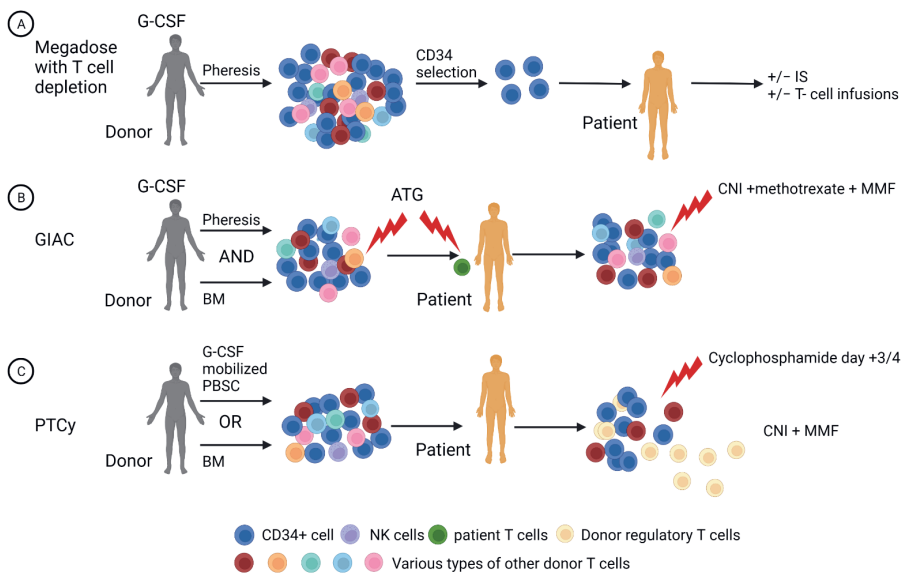 A
G-CSF
Megadose
with T cell
depletion
Donor
Pheresis
CD34
selection
Patient
+/− IS
+/− T- cell infusions
B
G-CSF
GIAC
Donor
Pheresis
AND
BM
ATG
Patient
CNI +methotrexate + MMF
C
PTCy
Donor
G-CSF
mobilized
PBSC
OR
BM
Patient
Cyclophosphamide day +3/4
CNI + MMF
CD34+ cell
NK cells
patient T cells
Donor regulatory T cells
Various types of other donor T cells